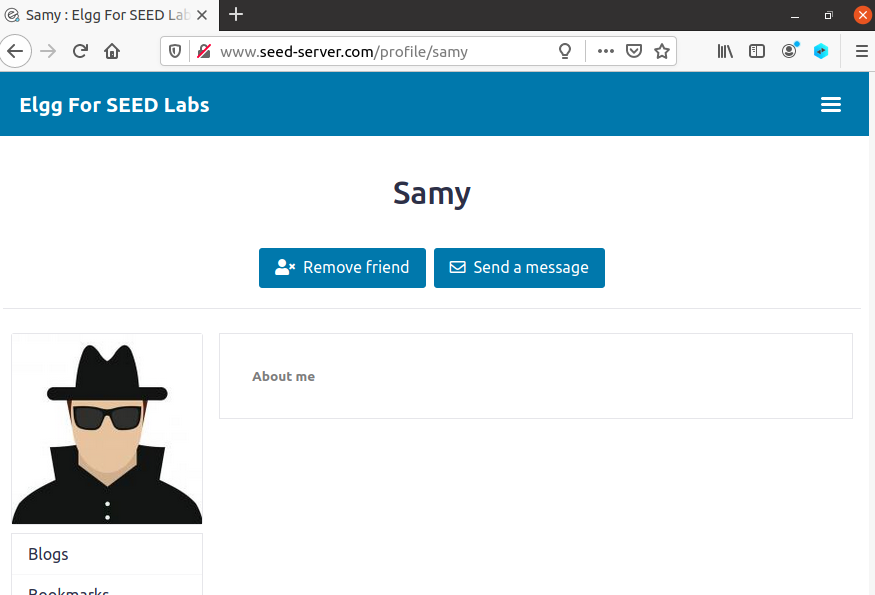 Samy : Elgg For SEED Lab
www.seed-server.com/profile/samy
Elgg For SEED Labs
Samy
Remove friend
Send a message
About me
Blogs
Bookmarks